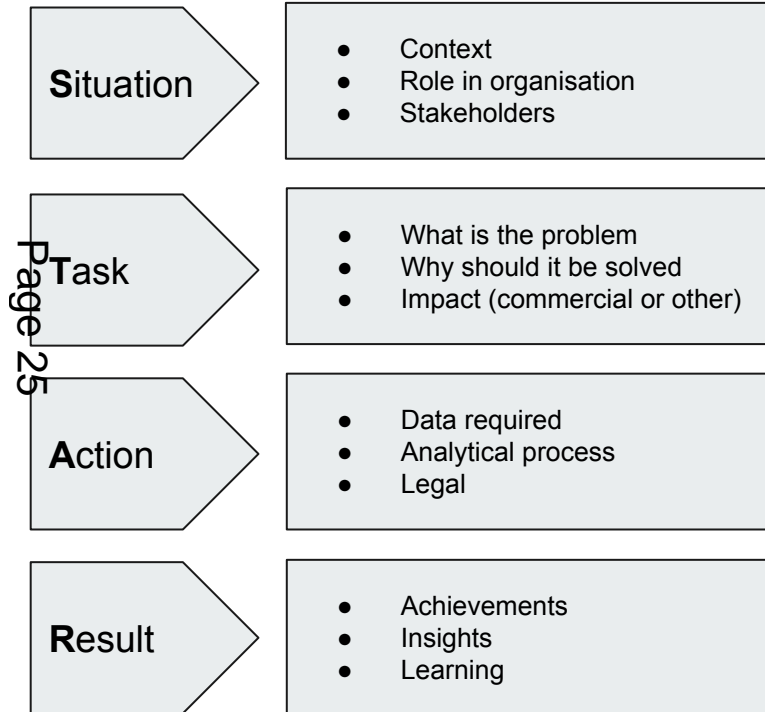 Situation
● Context
● Role in organisation
● Stakeholders
Task
● What is the problem
● Why should it be solved
● Impact (commercial or other)
Page 25
Action
● Data required
● Analytical process
● Legal
Result
● Achievements
● Insights
● Learning